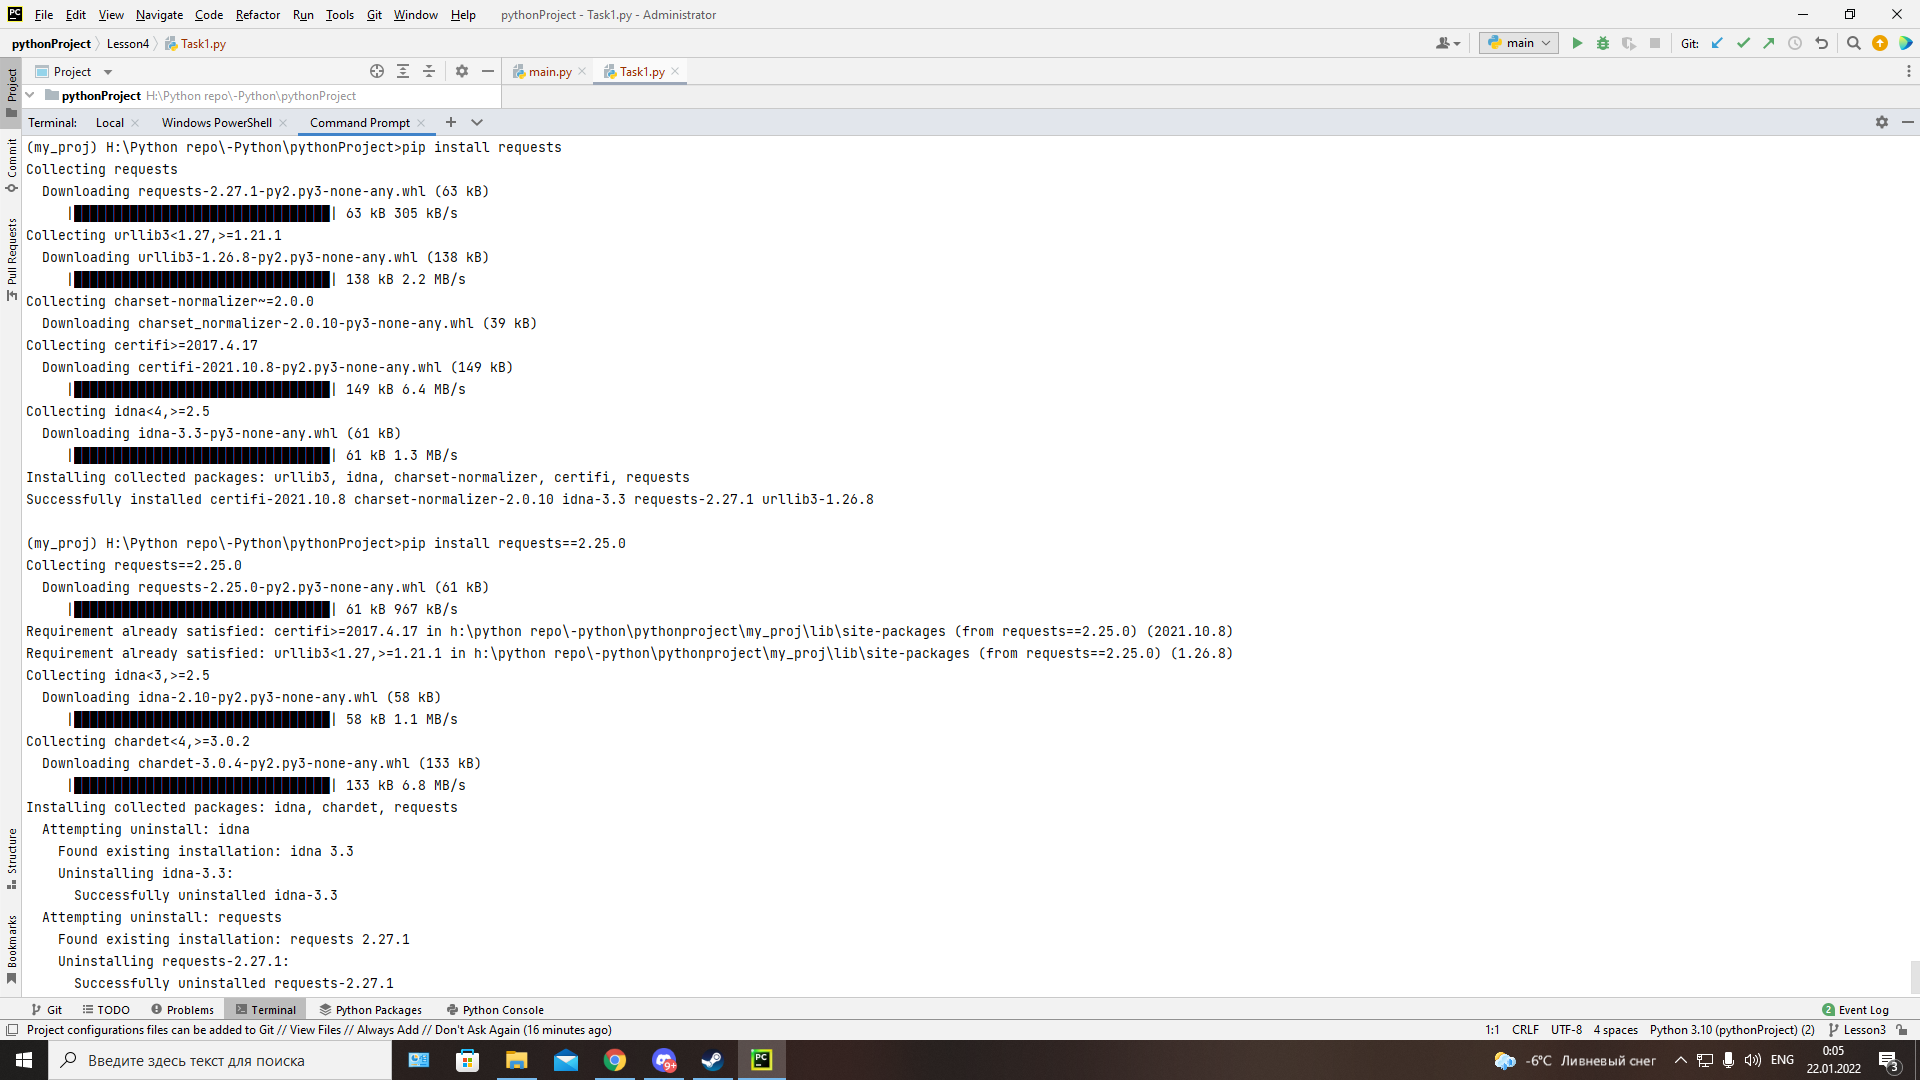 PC File Edit View Navigate Code Refactor Run Tools Git Window Help pythonProject - Task1.py - Administrator
pythonProject Lesson4 Task1.py main Git:
Project main.py Task1.py
pythonProject H:\Python repo\-Python\pythonProject
Terminal: Local Windows PowerShell Command Prompt
(my_proj) H:\Python repo\-Python\pythonProject>pip install requests
Collecting requests
Downloading requests-2.27.1-py2.py3-none-any.whl (63 kB)
| | 63 kB 305 kB/s
Collecting urllib3<1.27,>=1.21.1
Downloading urllib3-1.26.8-py2.py3-none-any.whl (138 kB)
| | 138 kB 2.2 MB/s
Collecting charset-normalizer~=2.0.0
Downloading charset_normalizer-2.0.10-py3-none-any.whl (39 kB)
Collecting certifi>=2017.4.17
Downloading certifi-2021.10.8-py2.py3-none-any.whl (149 kB)
| | 149 kB 6.4 MB/s
Collecting idna<4,>=2.5
Downloading idna-3.3-py3-none-any.whl (61 kB)
| | 61 kB 1.3 MB/s
Installing collected packages: urllib3, idna, charset-normalizer, certifi, requests
Successfully installed certifi-2021.10.8 charset-normalizer-2.0.10 idna-3.3 requests-2.27.1 urllib3-1.26.8
(my_proj) H:\Python repo\-Python\pythonProject>pip install requests==2.25.0
Collecting requests==2.25.0
Downloading requests-2.25.0-py2.py3-none-any.whl (61 kB)
| | 61 kB 967 kB/s
Requirement already satisfied: certifi>=2017.4.17 in h:\python repo\-python\pythonproject\my_proj\lib\site-packages (from requests==2.25.0) (2021.10.8)
Requirement already satisfied: urllib3<1.27,>=1.21.1 in h:\python repo\-python\pythonproject\my_proj\lib\site-packages (from requests==2.25.0) (1.26.8)
Collecting idna<3,>=2.5
Downloading idna-2.10-py2.py3-none-any.whl (58 kB)
| | 58 kB 1.1 MB/s
Collecting chardet<4,>=3.0.2
Downloading chardet-3.0.4-py2.py3-none-any.whl (133 kB)
| | 133 kB 6.8 MB/s
Installing collected packages: idna, chardet, requests
Attempting uninstall: idna
Found existing installation: idna 3.3
Uninstalling idna-3.3:
Successfully uninstalled idna-3.3
Attempting uninstall: requests
Found existing installation: requests 2.27.1
Uninstalling requests-2.27.1:
Successfully uninstalled requests-2.27.1
Project
Commit
Pull Requests
Structure
Bookmarks
Git TODO Problems Terminal Python Packages Python Console 2 Event Log
Project configurations files can be added to Git // View Files // Always Add // Don't Ask Again (16 minutes ago) 1:1 CRLF UTF-8 4 spaces Python 3.10 (pythonProject) (2) Lesson3
Введите здесь текст для поиска 9+ PC -6°C Ливневый снег ENG 0:05
22.01.2022 3